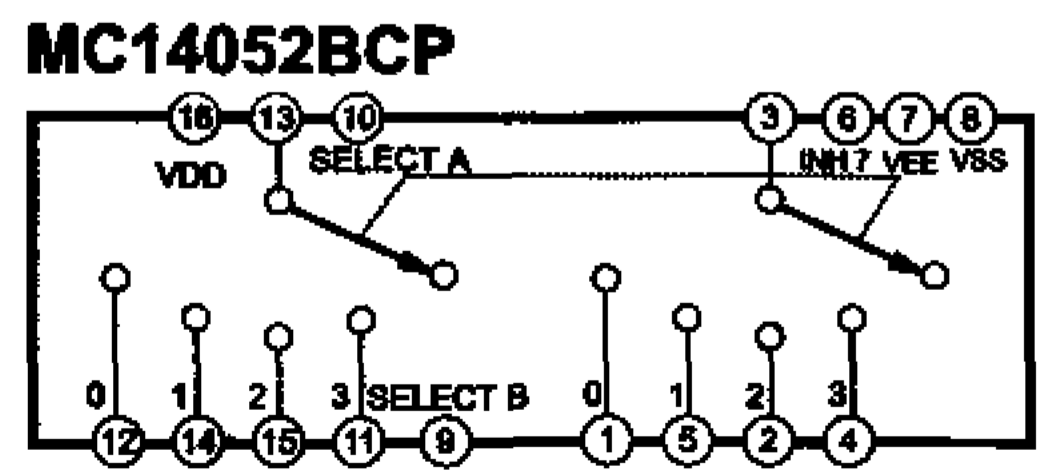 MC14052BCP
16 13 10 3 6 7 8
VDD SELECT A INH 7 VEE VSS
0 1 2 3 SELECT B 0 1 2 3
12 14 15 11 9 1 5 2 4